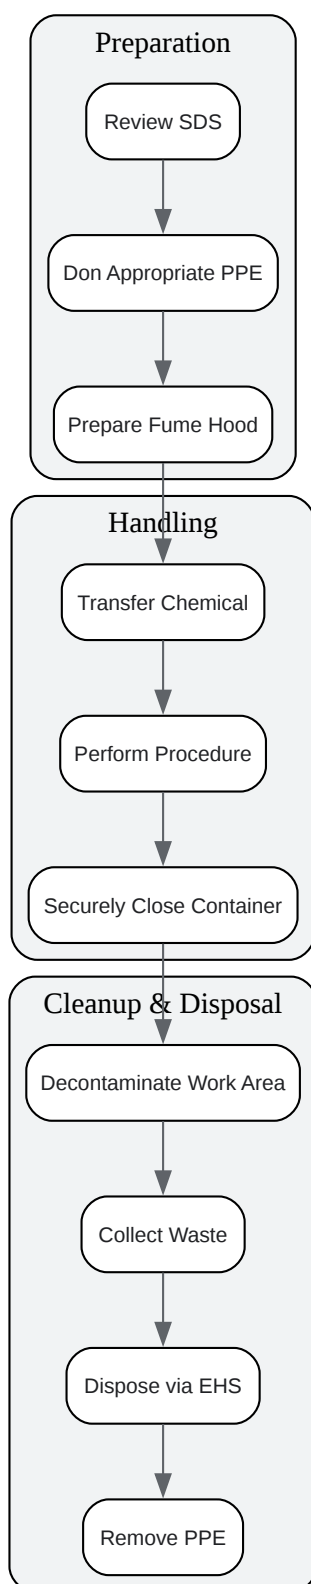 Preparation
Review SDS
Don Appropriate PPE
Prepare Fume Hood
Handling
Transfer Chemical
Perform Procedure
Securely Close Container
Cleanup & Disposal
Decontaminate Work Area
Collect Waste
Dispose via EHS
Remove PPE